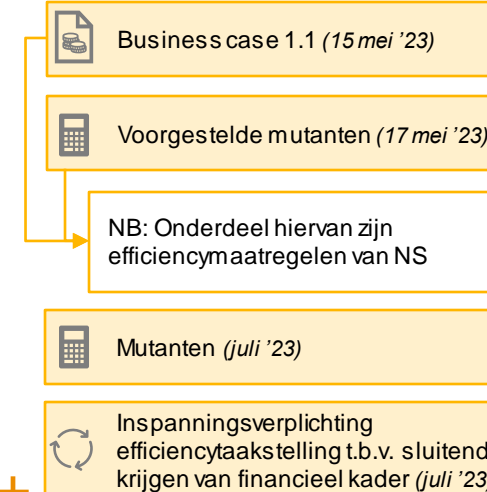 Business case 1.1 (15 mei ’23)
Voorgestelde mutanten (17 mei ’23)
NB: Onderdeel hiervan zijn
efficiencymaatregelen van NS
Mutanten (juli ’23)
Inspanningsverplichting
efficiencytaakstelling t.b.v. sluitend
krijgen van financieel kader (juli ’23)
+